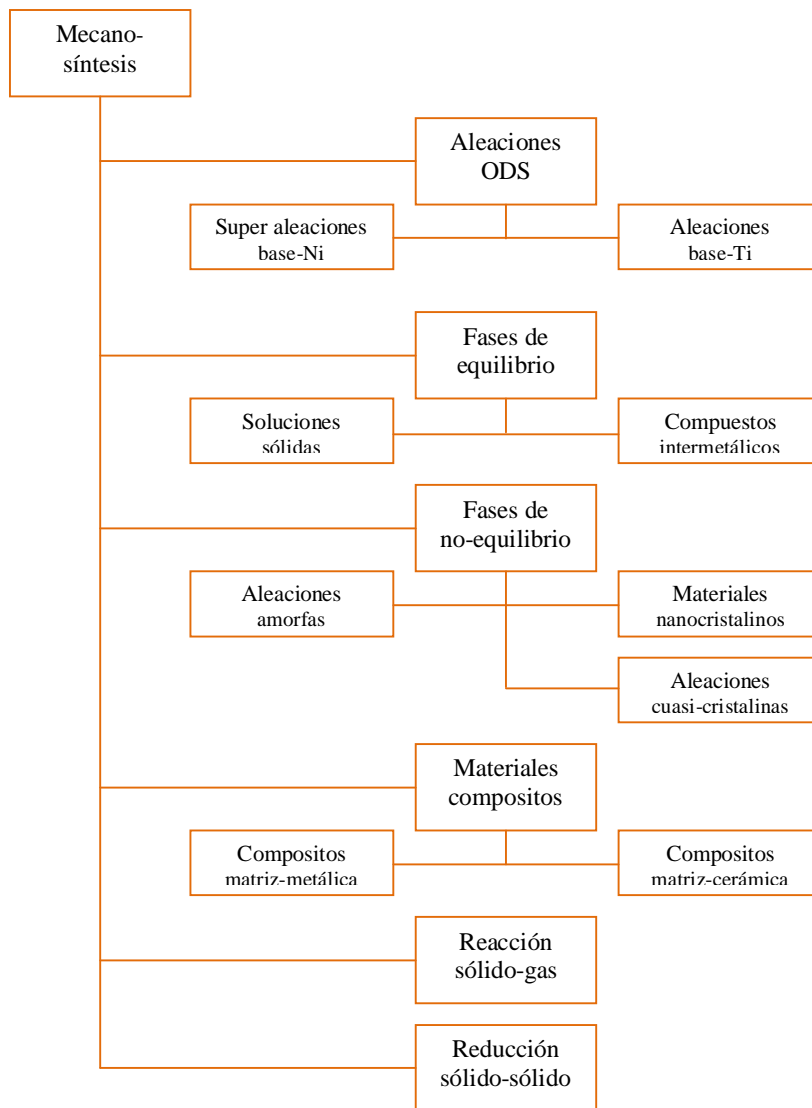 Mecano-
síntesis
Aleaciones
ODS
Super aleaciones
base-Ni
Aleaciones
base-Ti
Fases de
equilibrio
Soluciones
sólidas
Compuestos
intermetálicos
Fases de
no-equilibrio
Aleaciones
amorfas
Materiales
nanocristalinos
Aleaciones
cuasi-cristalinas
Materiales
compositos
Compositos
matriz-metálica
Compositos
matriz-cerámica
Reacción
sólido-gas
Reducción
sólido-sólido